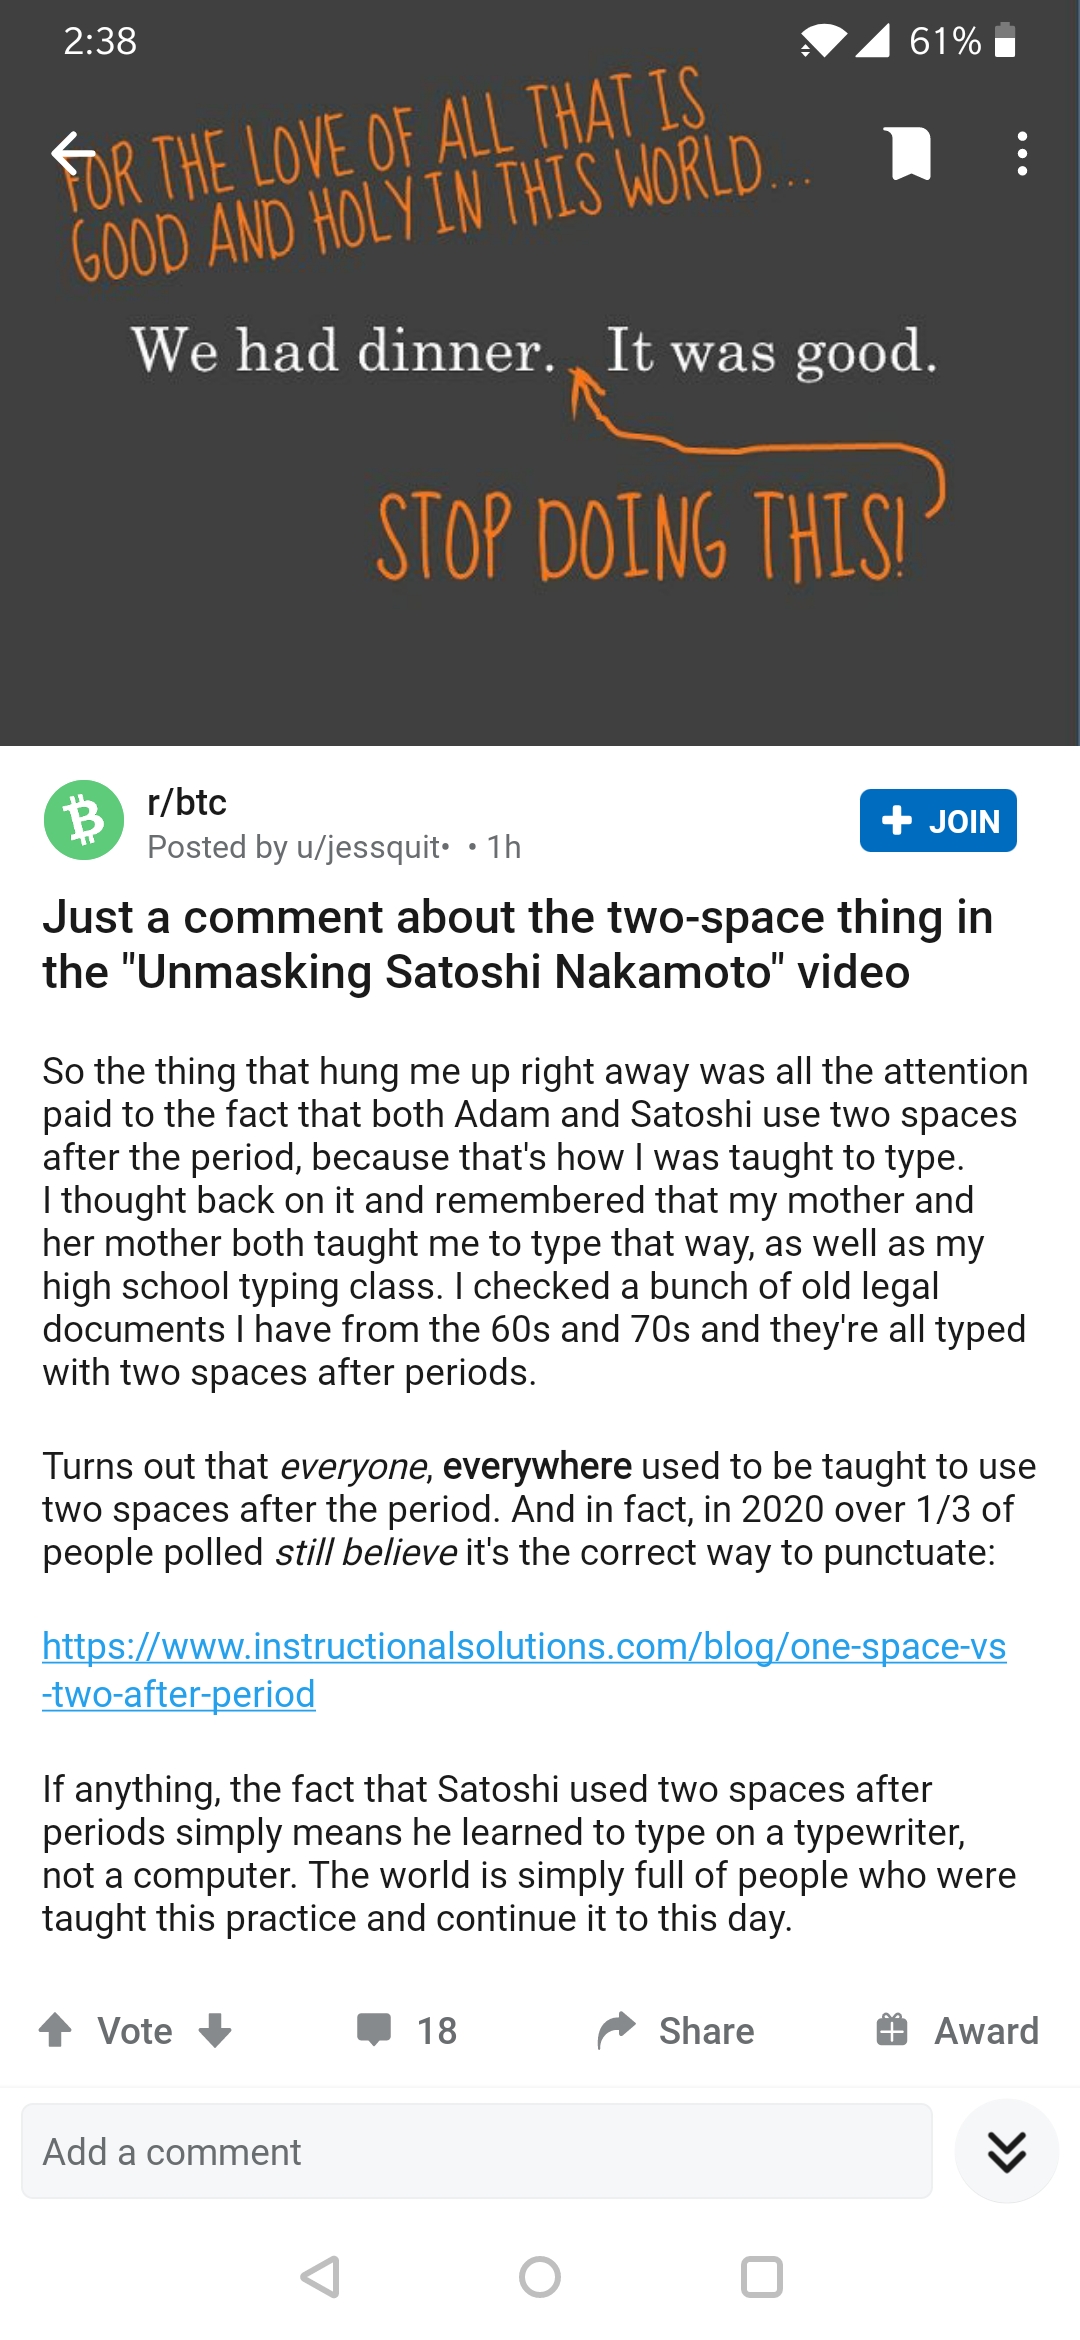 2:38
61%
FOR THE LOVE OF ALL THAT IS
GOOD AND HOLY IN THIS WORLD...
We had dinner.  It was good.
STOP DOING THIS!
r/btc
Posted by u/jessquit• • 1h
JOIN
Just a comment about the two-space thing in
the "Unmasking Satoshi Nakamoto" video
So the thing that hung me up right away was all the attention
paid to the fact that both Adam and Satoshi use two spaces
after the period, because that's how I was taught to type.
I thought back on it and remembered that my mother and
her mother both taught me to type that way, as well as my
high school typing class. I checked a bunch of old legal
documents I have from the 60s and 70s and they're all typed
with two spaces after periods.
Turns out that everyone, everywhere used to be taught to use
two spaces after the period. And in fact, in 2020 over 1/3 of
people polled still believe it's the correct way to punctuate:
https://www.instructionalsolutions.com/blog/one-space-vs
-two-after-period
If anything, the fact that Satoshi used two spaces after
periods simply means he learned to type on a typewriter,
not a computer. The world is simply full of people who were
taught this practice and continue it to this day.
Vote
18
Share
Award
Add a comment